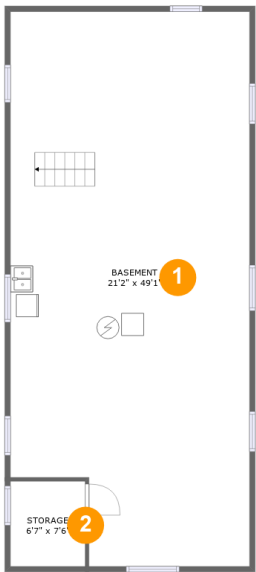 BASEMENT
21'2" x 49'1"
1
STORAGE
6'7" x 7'6"
2